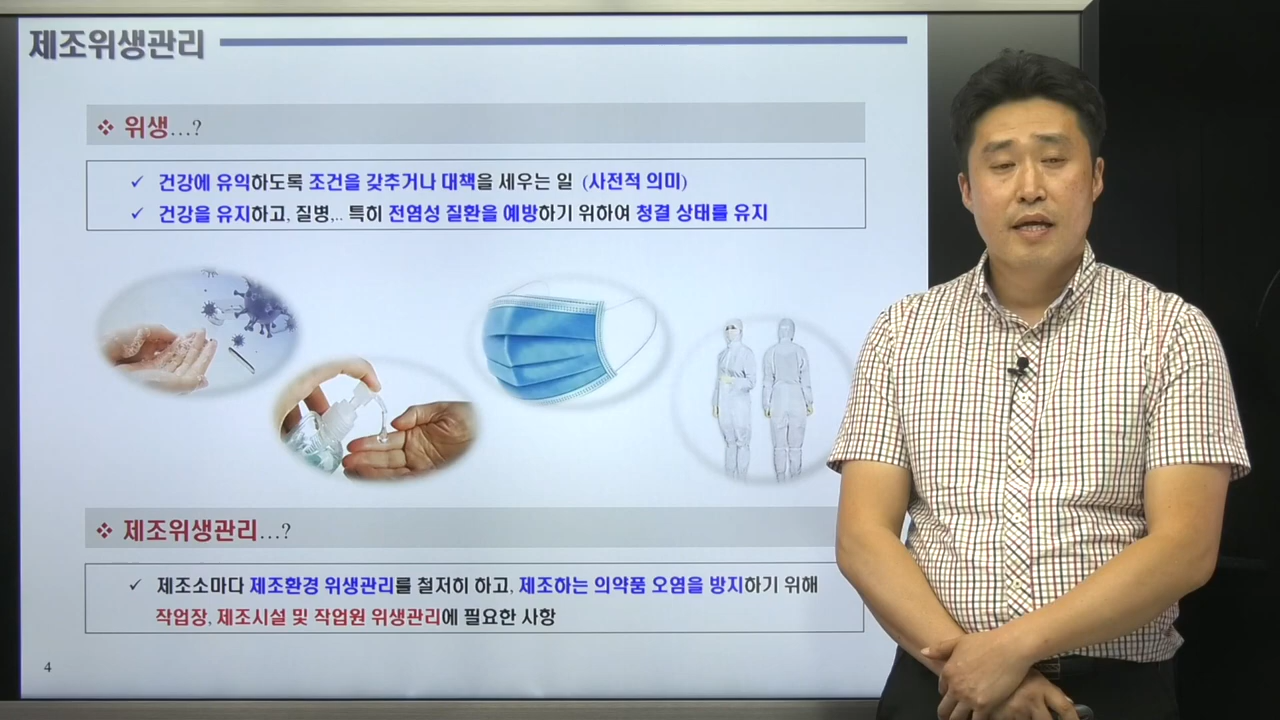 제조위생관리
❖ 위생…?
✓ 건강에 유익하도록 조건을 갖추거나 대책을 세우는 일 (사전적 의미)
✓ 건강을 유지하고, 질병,.. 특히 전염성 질환을 예방하기 위하여 청결 상태를 유지
❖ 제조위생관리…?
✓ 제조소마다 제조환경 위생관리를 철저히 하고, 제조하는 의약품 오염을 방지하기 위해
작업장, 제조시설 및 작업원 위생관리에 필요한 사항
4